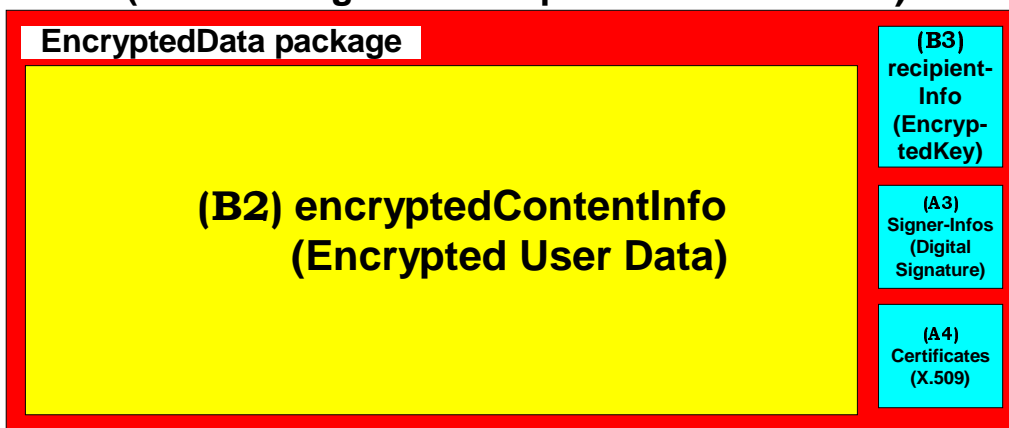 EncryptedData package
(B2) encryptedContentInfo
(Encrypted User Data)
(B3)
recipient-
Info
(Encryp-
tedKey)
(A3)
Signer-Infos
(Digital
Signature)
(A4)
Certificates
(X.509)